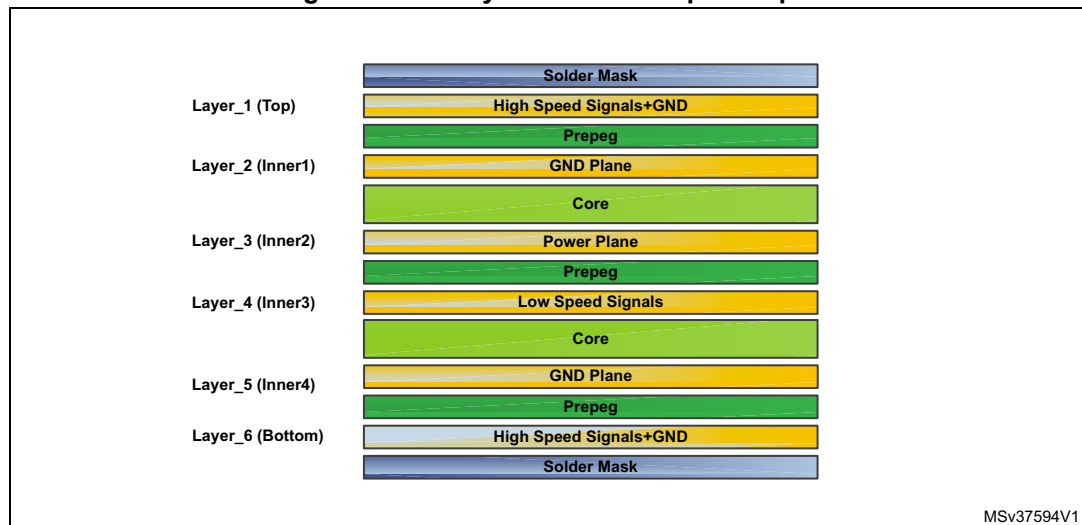 Solder Mask
Layer_1 (Top) High Speed Signals+GND
Prepeg
Layer_2 (Inner1) GND Plane
Core
Layer_3 (Inner2) Power Plane
Prepeg
Layer_4 (Inner3) Low Speed Signals
Core
Layer_5 (Inner4) GND Plane
Prepeg
Layer_6 (Bottom) High Speed Signals+GND
Solder Mask
MSv37594V1